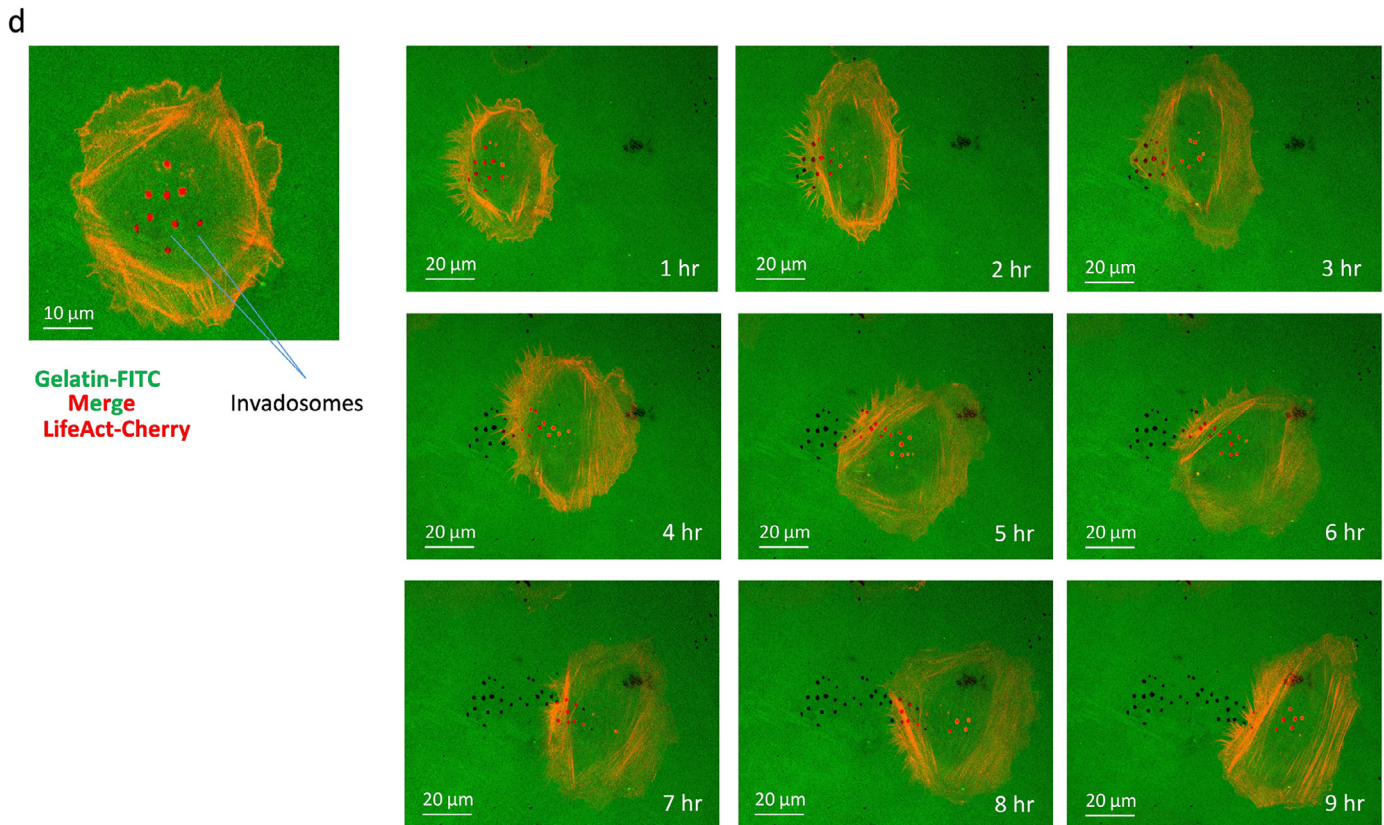 d
10 μm
Gelatin-FITC
Merge
LifeAct-Cherry
Invadosomes
20 μm
1 hr
20 μm
2 hr
20 μm
3 hr
20 μm
4 hr
20 μm
5 hr
20 μm
6 hr
20 μm
7 hr
20 μm
8 hr
20 μm
9 hr